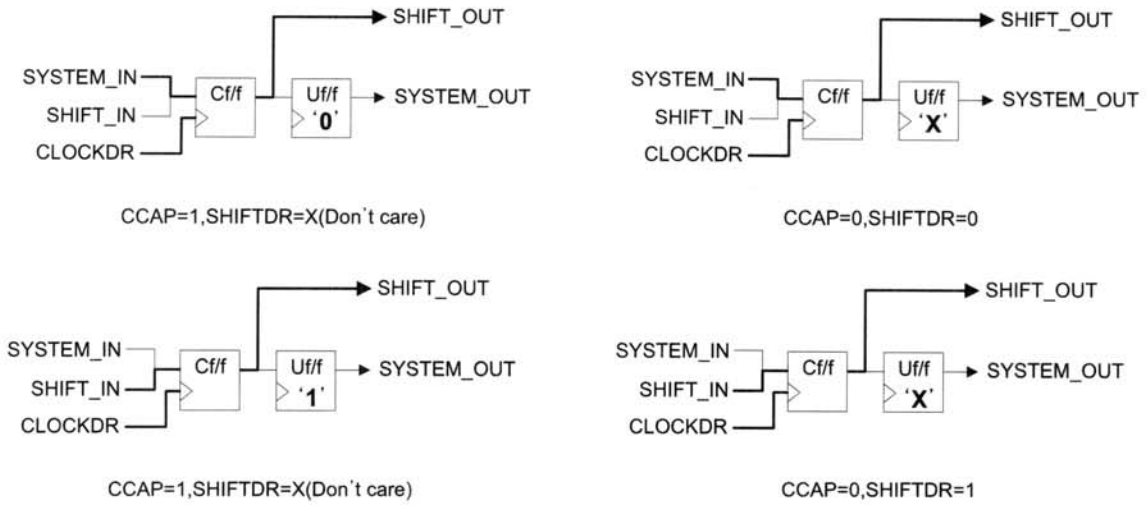 SHIFT_OUT
SYSTEM_IN
Cf/f
Uf/f
SHIFT_IN
'0'
SYSTEM_OUT
CLOCKDR
CCAP=1,SHIFTDR=X(Don't care)
SHIFT_OUT
SYSTEM_IN
Cf/f
Uf/f
SHIFT_IN
'X'
SYSTEM_OUT
CLOCKDR
CCAP=0,SHIFTDR=0
SHIFT_OUT
SYSTEM_IN
Cf/f
Uf/f
SHIFT_IN
'1'
SYSTEM_OUT
CLOCKDR
CCAP=1,SHIFTDR=X(Don't care)
SHIFT_OUT
SYSTEM_IN
Cf/f
Uf/f
SHIFT_IN
'X'
SYSTEM_OUT
CLOCKDR
CCAP=0,SHIFTDR=1